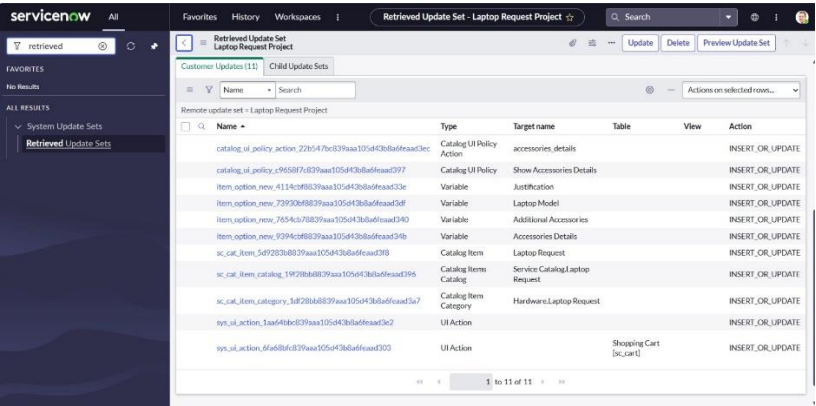 servicenow All Favorites History Workspaces Retrieved Update Set - Laptop Request Project Search
retrieved
FAVORITES
No Results
ALL RESULTS
System Update Sets
Retrieved Update Sets
Retrieved Update Set
Laptop Request Project
Update Delete Preview Update Set
Customer Updates (11) Child Update Sets
Name Search Actions on selected rows...
Remote update set = Laptop Request Project
Name Type Target name Table View Action
catalog_ui_policy_action_22b547bc839aaa105d43b8a6feaad3ec Catalog UI Policy Action accessories_details INSERT_OR_UPDATE
catalog_ui_policy_c9658f7c839aaa105d43b8a6feaad397 Catalog UI Policy Show Accessories Details INSERT_OR_UPDATE
item_option_new_4114cbf8839aaa105d43b8a6feaad33e Variable Justification INSERT_OR_UPDATE
item_option_new_73930bf8839aaa105d43b8a6feaad3df Variable Laptop Model INSERT_OR_UPDATE
item_option_new_7654cb78839aaa105d43b8a6feaad340 Variable Additional Accessories INSERT_OR_UPDATE
item_option_new_9394cbf8839aaa105d43b8a6feaad34b Variable Accessories Details INSERT_OR_UPDATE
sc_cat_item_5d9283b8839aaa105d43b8a6feaad3f8 Catalog Item Laptop Request INSERT_OR_UPDATE
sc_cat_item_catalog_19f28bb8839aaa105d43b8a6feaad396 Catalog Items Catalog Service Catalog.Laptop Request INSERT_OR_UPDATE
sc_cat_item_category_1df28bb8839aaa105d43b8a6feaad3a7 Catalog Item Category Hardware.Laptop Request INSERT_OR_UPDATE
sys_ui_action_1aa64bbc839aaa105d43b8a6feaad3e2 UI Action INSERT_OR_UPDATE
sys_ui_action_6fa68bfc839aaa105d43b8a6feaad303 UI Action Shopping Cart [sc_cart] INSERT_OR_UPDATE
1 to 11 of 11